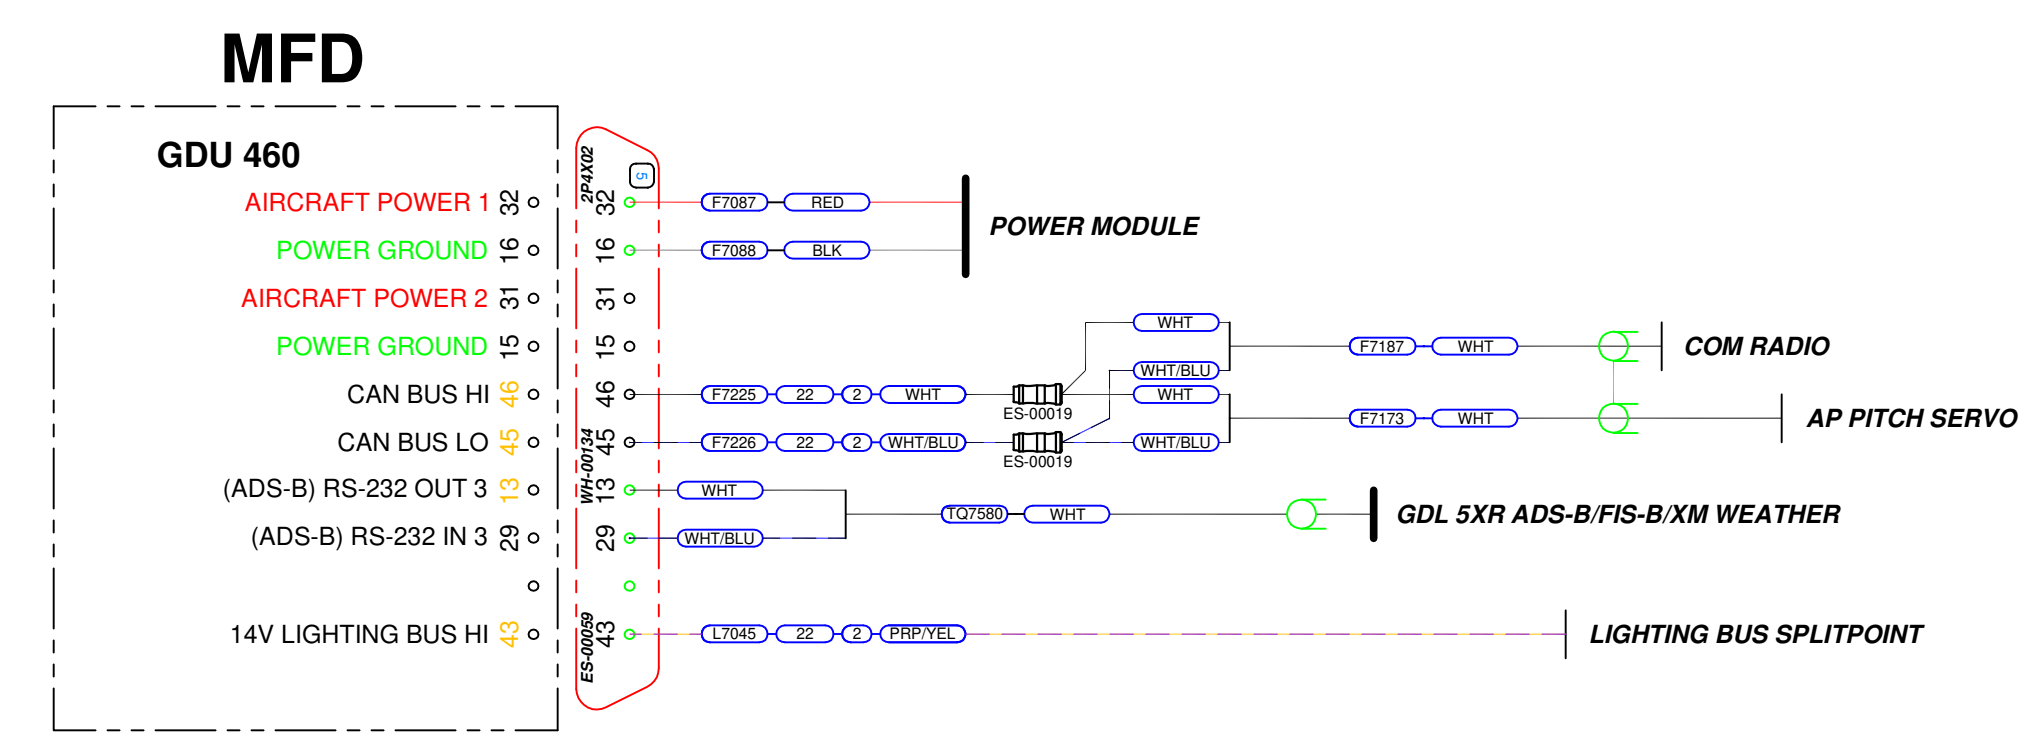 MFD
GDU 460
2P4X02
5
AIRCRAFT POWER 1 32 32 F7087 RED
POWER MODULE
POWER GROUND 16 16 F7088 BLK
AIRCRAFT POWER 2 31 31
WHT
POWER GROUND 15 15 F7187 WHT COM RADIO
WHT/BLU
CAN BUS HI 46 46 F7225 22 2 WHT WHT
ES-00019
F7173 WHT AP PITCH SERVO
CAN BUS LO 45 45 F7226 22 2 WHT/BLU WHT/BLU
ES-00019
WH-00134
(ADS-B) RS-232 OUT 3 13 13 WHT
TQ7580 WHT GDL 5XR ADS-B/FIS-B/XM WEATHER
(ADS-B) RS-232 IN 3 29 29 WHT/BLU
ES-00059
14V LIGHTING BUS HI 43 43 L7045 22 2 PRP/YEL LIGHTING BUS SPLITPOINT